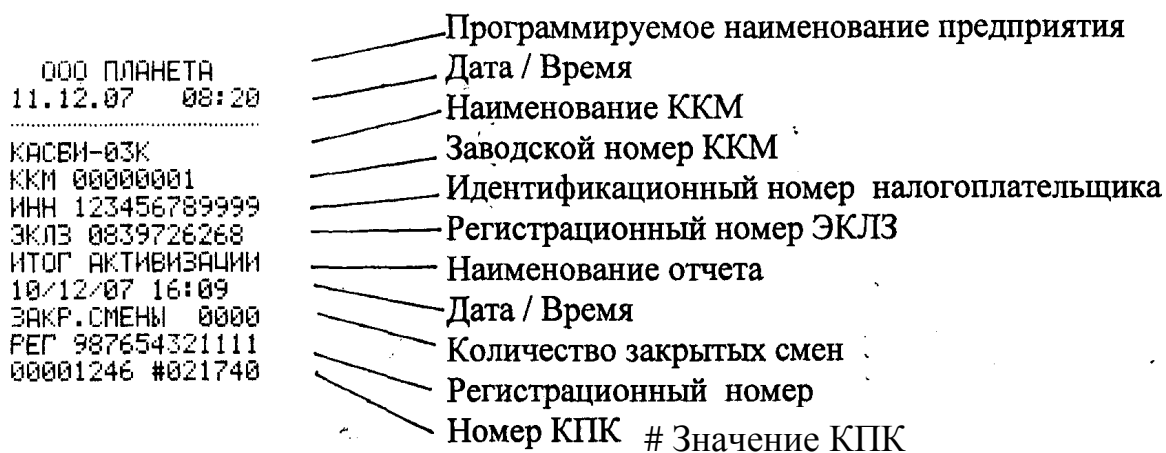 ООО ПЛАНЕТА
11.12.07 08:20
КАСБИ-03К
ККМ 00000001
ИНН 123456789999
ЭКЛЗ 0839726268
ИТОГ АКТИВИЗАЦИИ
10/12/07 16:09
ЗАКР.СМЕНЫ 0000
РЕГ 987654321111
00001246 #021740
Программируемое наименование предприятия
Дата / Время
Наименование ККМ
Заводской номер ККМ
Идентификационный номер налогоплательщика
Регистрационный номер ЭКЛЗ
Наименование отчета
Дата / Время
Количество закрытых смен
Регистрационный номер
Номер КПК # Значение КПК